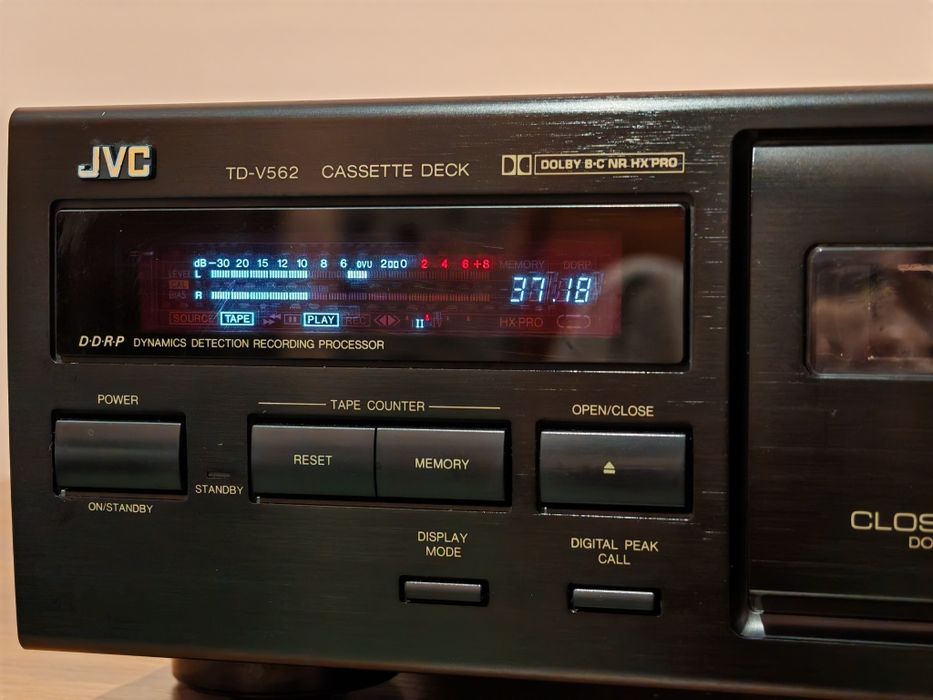 JVC
TD-V562 CASSETTE DECK
DOLBY B·C NR HX PRO
dB -30 20 15 12 10 8 6 0VU 2 0 2 4 6 +8
MEMORY DDRP
LEVEL
L
CAL
BIAS R
37.18
SOURCE TAPE PLAY REC II IV
HX-PRO
D·D·R·P DYNAMICS DETECTION RECORDING PROCESSOR
POWER
ON/STANDBY
STANDBY
TAPE COUNTER
RESET
MEMORY
OPEN/CLOSE
DISPLAY
MODE
DIGITAL PEAK
CALL
CLOS
DO